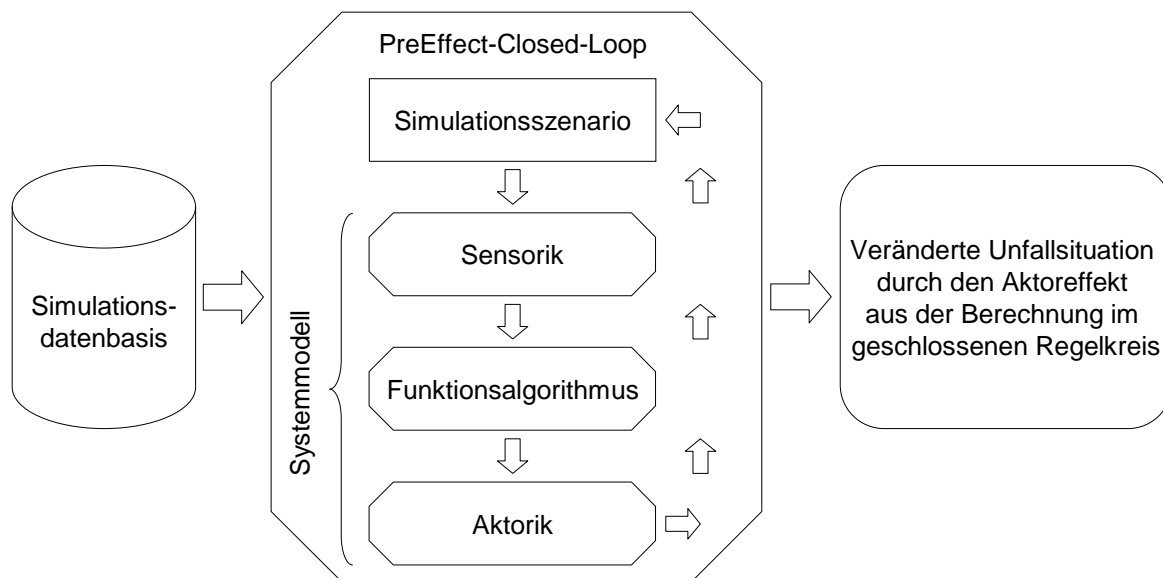 PreEffect-Closed-Loop
Simulationsszenario
Sensorik
Funktionsalgorithmus
Aktorik
Systemmodell
Simulations-
datenbasis
Veränderte Unfallsituation
durch den Aktoreffekt
aus der Berechnung im
geschlossenen Regelkreis